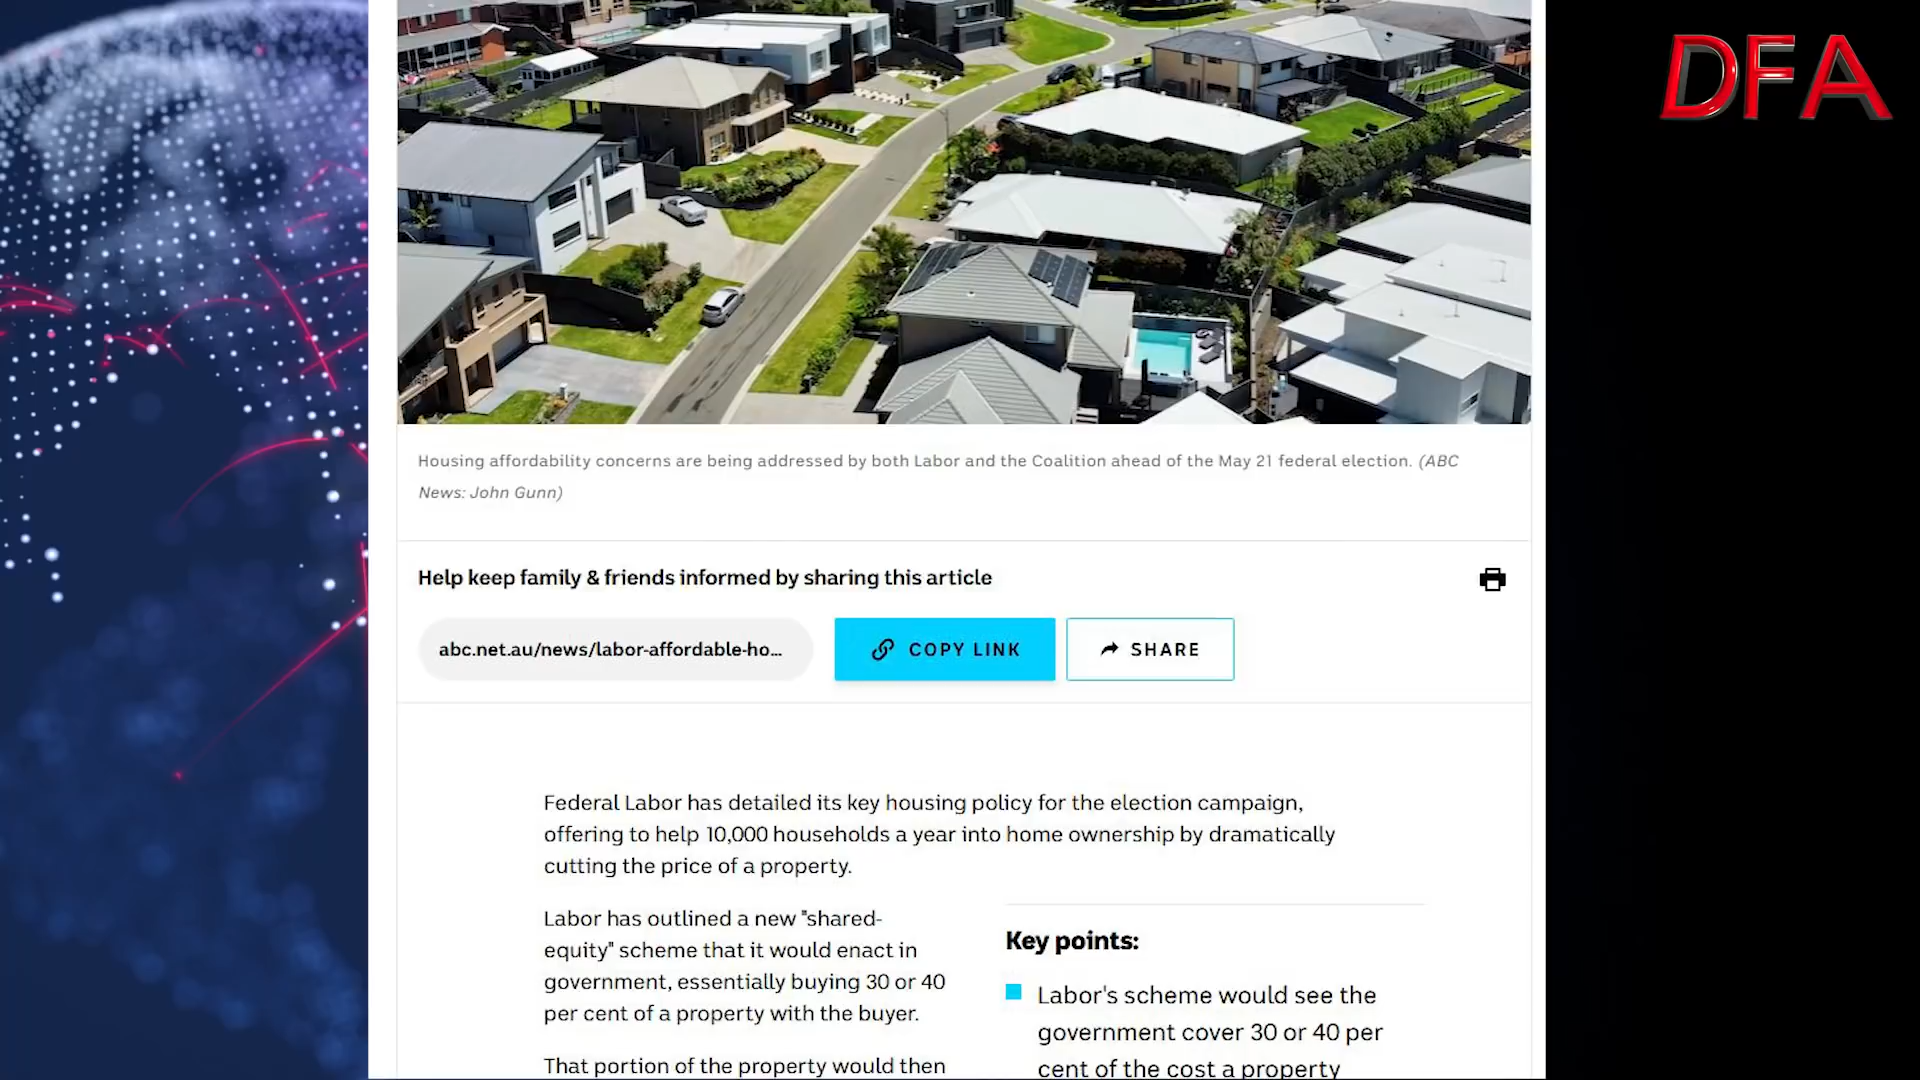 DFA
Housing affordability concerns are being addressed by both Labor and the Coalition ahead of the May 21 federal election. (ABC
News: John Gunn)
Help keep family & friends informed by sharing this article
abc.net.au/news/labor-affordable-ho...
COPY LINK
SHARE
Federal Labor has detailed its key housing policy for the election campaign,
offering to help 10,000 households a year into home ownership by dramatically
cutting the price of a property.
Labor has outlined a new "shared-
equity" scheme that it would enact in
government, essentially buying 30 or 40
per cent of a property with the buyer.
That portion of the property would then
Key points:
Labor's scheme would see the
government cover 30 or 40 per
cent of the cost a property